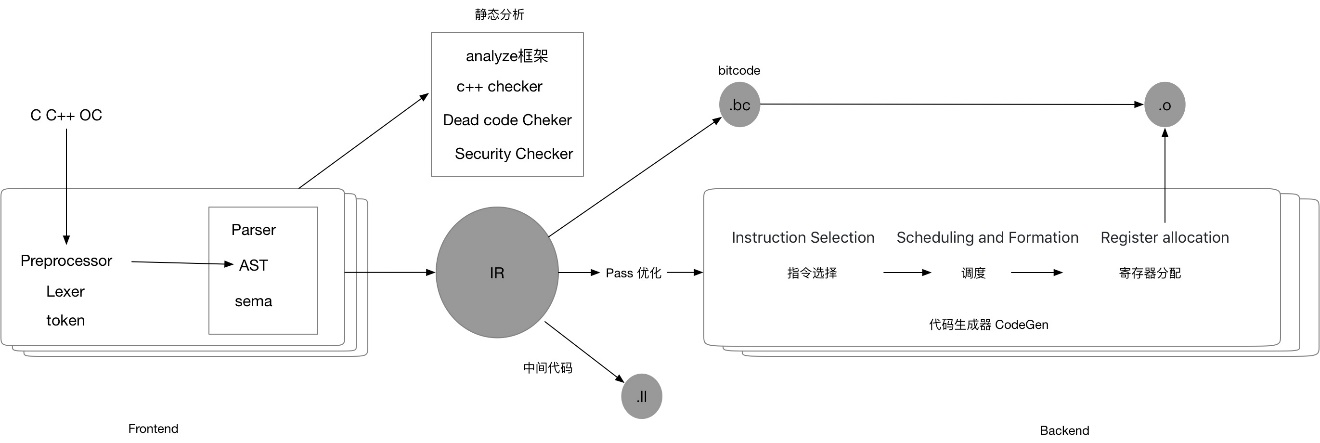 静态分析
analyze框架
c++ checker
Dead code Cheker
Security Checker
C C++ OC
Preprocessor
Lexer
token
Parser
AST
sema
Frontend
IR
bitcode
.bc
.o
Pass 优化
中间代码
.ll
Instruction Selection
指令选择
Scheduling and Formation
调度
Register allocation
寄存器分配
代码生成器 CodeGen
Backend